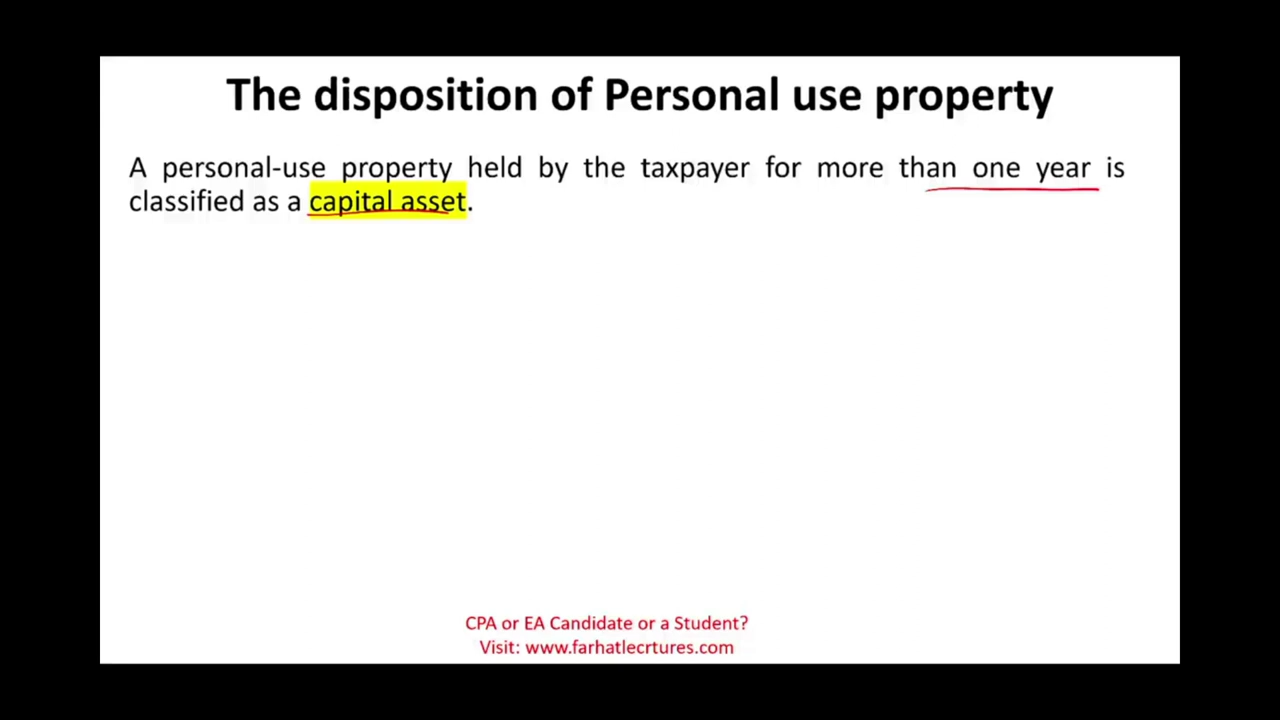 The disposition of Personal use property
A personal-use property held by the taxpayer for more than one year is
classified as a capital asset.
CPA or EA Candidate or a Student?
Visit: www.farhatlecrtures.com